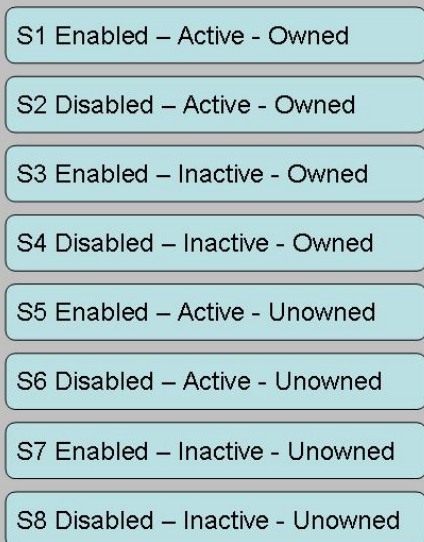 S1 Enabled – Active - Owned
S2 Disabled – Active - Owned
S3 Enabled – Inactive - Owned
S4 Disabled – Inactive - Owned
S5 Enabled – Active - Unowned
S6 Disabled – Active - Unowned
S7 Enabled – Inactive - Unowned
S8 Disabled – Inactive - Unowned